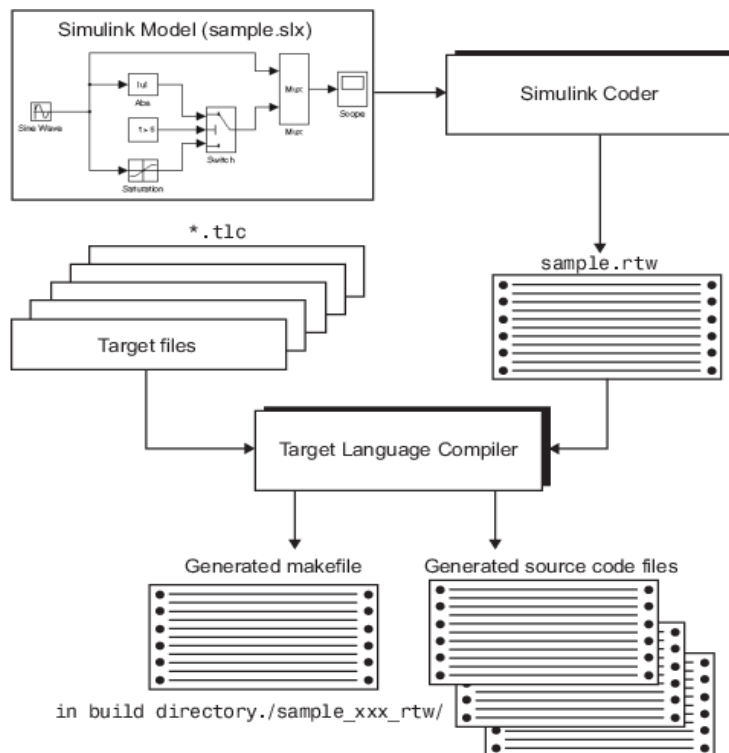 Simulink Model (sample.slx)
Sine Wave
|u|
Abs
Saturation
Switch
Mux
Mux
Scope
Simulink Coder
*.tlc
Target files
sample.rtw
Target Language Compiler
Generated makefile
Generated source code files
in build directory./sample_xxx_rtw/